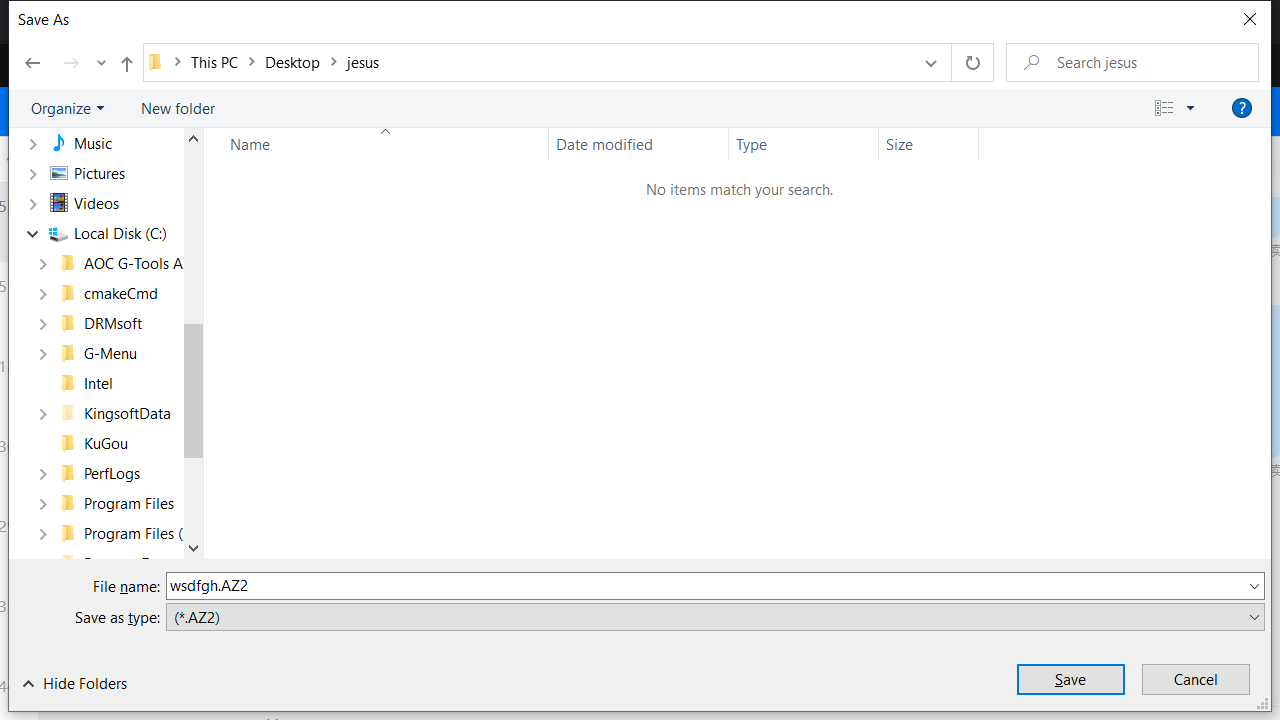 Save As
This PC
Desktop
jesus
Search jesus
Organize
New folder
Name
Date modified
Type
Size
No items match your search.
Music
Pictures
Videos
Local Disk (C:)
AOC G-Tools A
cmakeCmd
DRMsoft
G-Menu
Intel
KingsoftData
KuGou
PerfLogs
Program Files
Program Files (
File name:
wsdfgh.AZ2
Save as type:
(*.AZ2)
Hide Folders
Save
Cancel